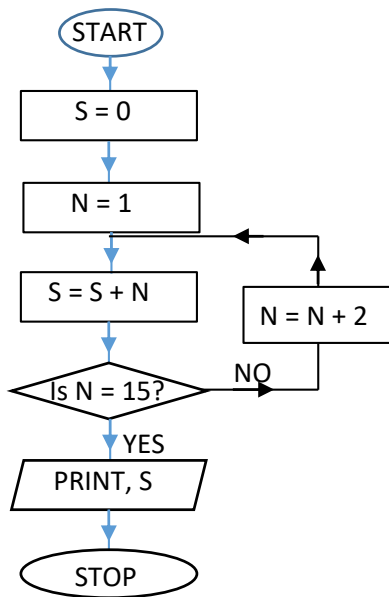 START
S = 0
N = 1
S = S + N
N = N + 2
Is N = 15?
NO
YES
PRINT, S
STOP